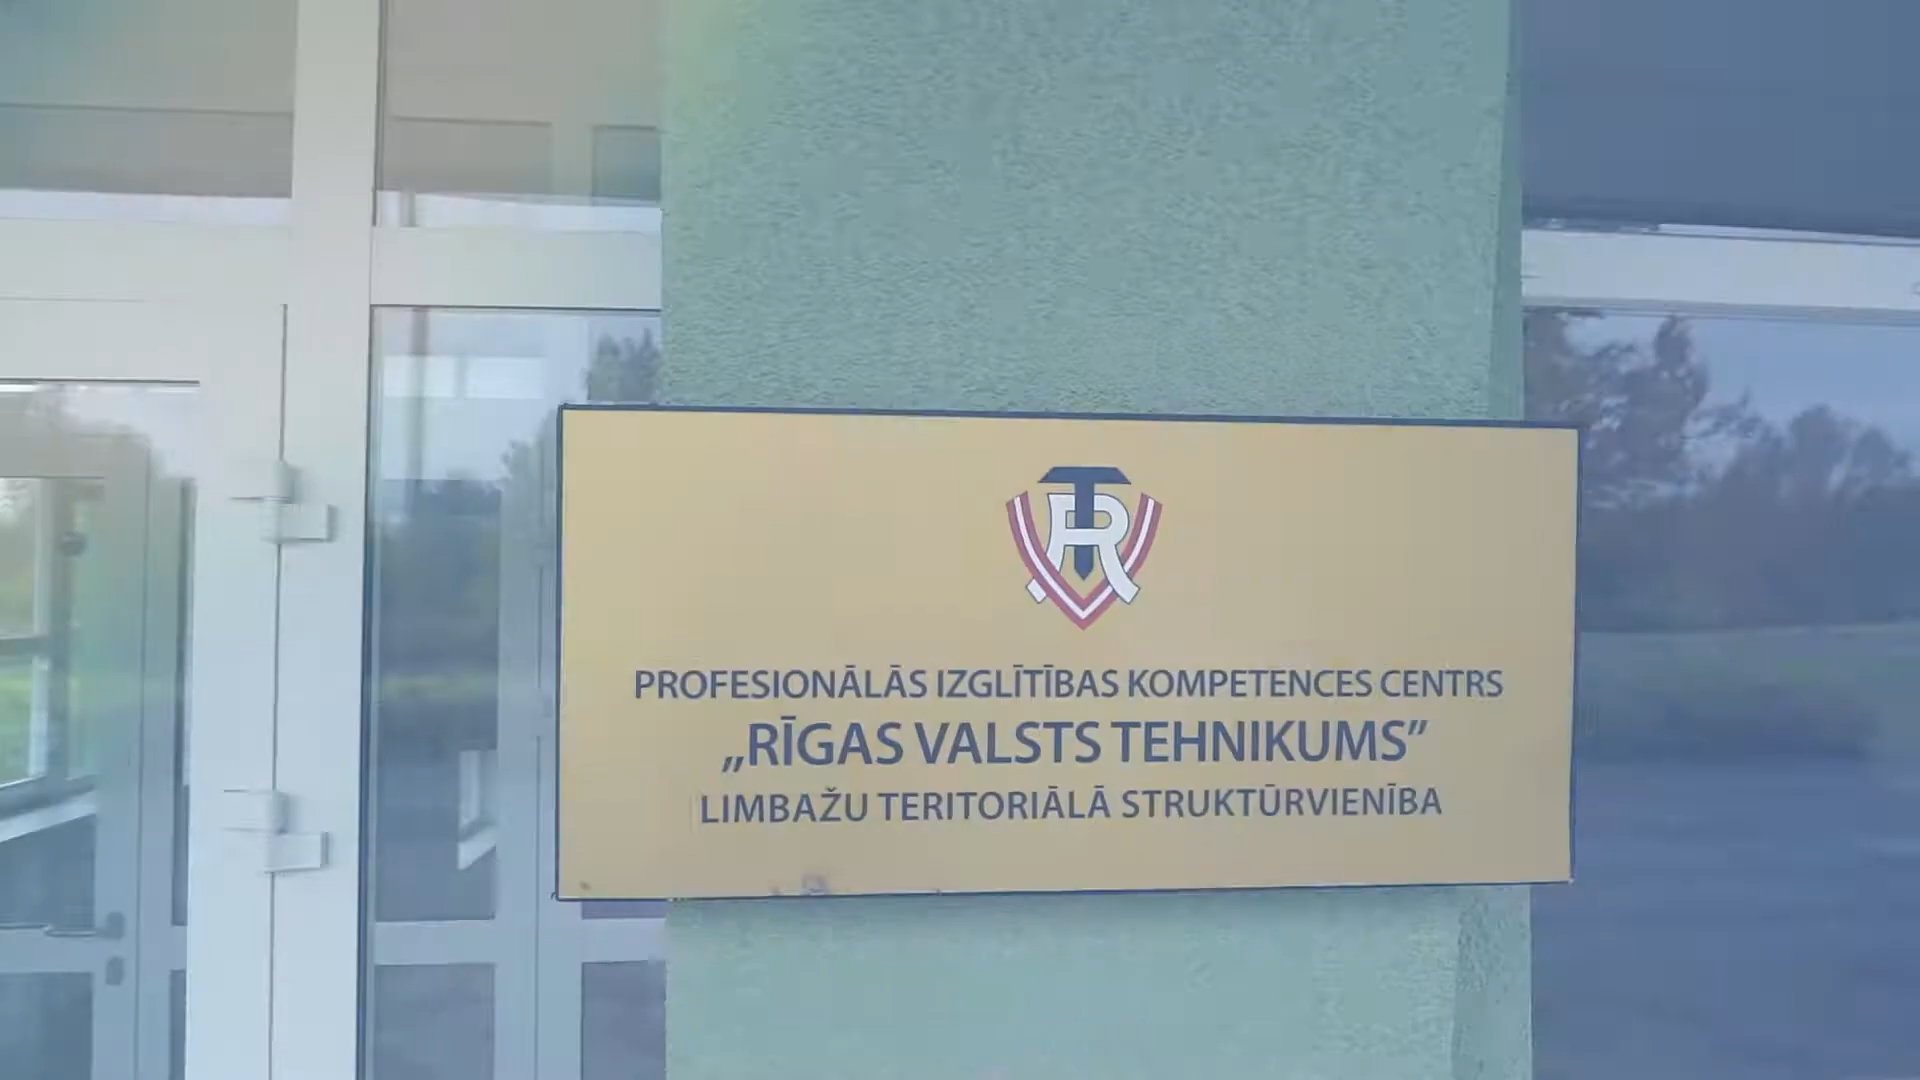 PROFESIONĀLĀS IZGLĪTĪBAS KOMPETENCES CENTRS
„RĪGAS VALSTS TEHNIKUMS”
LIMBAŽU TERITORIĀLĀ STRUKTŪRVIENĪBA